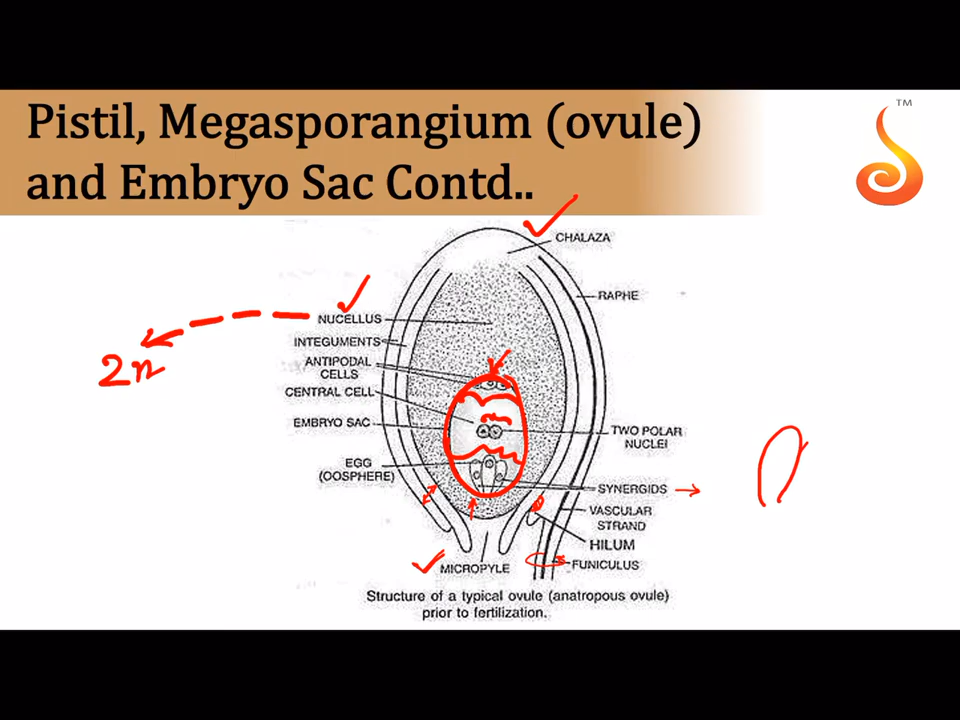 Pistil, Megasporangium (ovule)
and Embryo Sac Contd..
TM
CHALAZA
RAPHE
NUCELLUS
2n
INTEGUMENTS
ANTIPODAL
CELLS
CENTRAL CELL
EMBRYO SAC
TWO POLAR
NUCLEI
EGG
(OOSPHERE)
SYNERGIDS
VASCULAR
STRAND
HILUM
FUNICULUS
MICROPYLE
Structure of a typical ovule (anatropous ovule)
prior to fertilization.